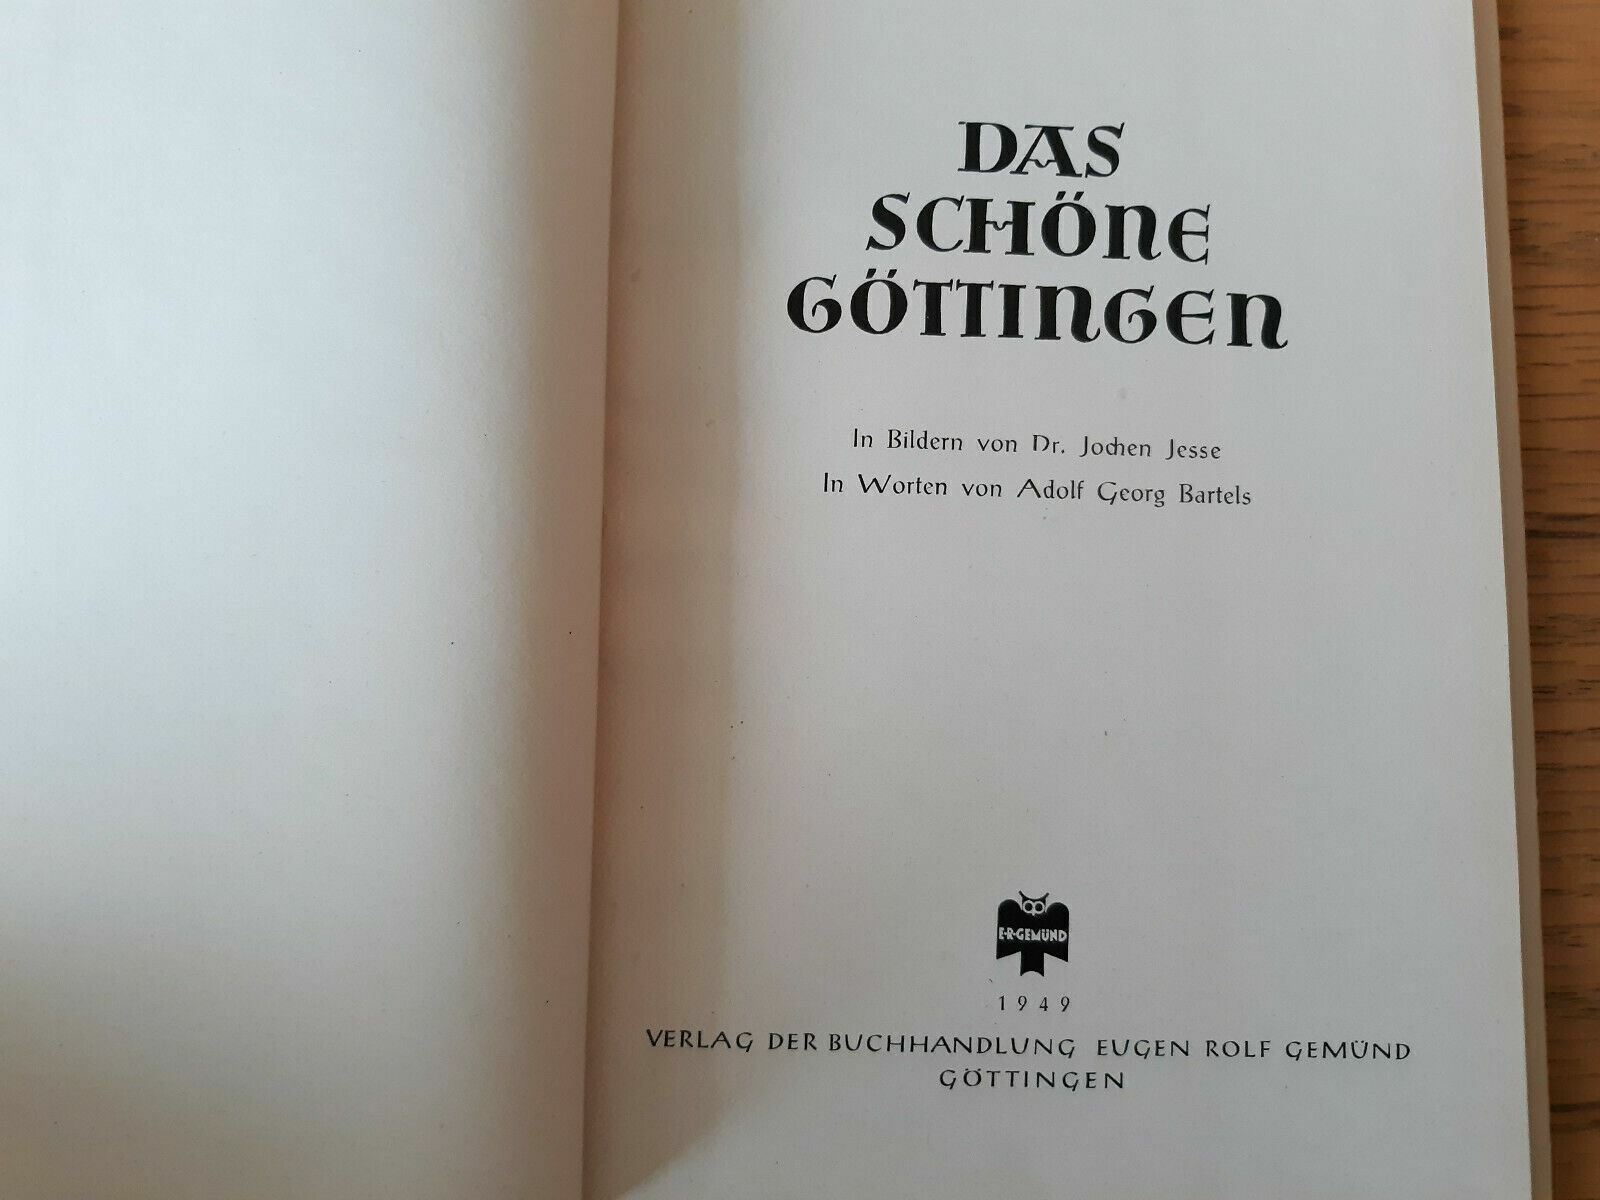 DAS
SCHÖNE
GÖTTINGEN
In Bildern von Dr. Jochen Jesse
In Worten von Adolf Georg Bartels
E·R·GEMÜND
1949
VERLAG DER BUCHHANDLUNG EUGEN ROLF GEMÜND
GÖTTINGEN